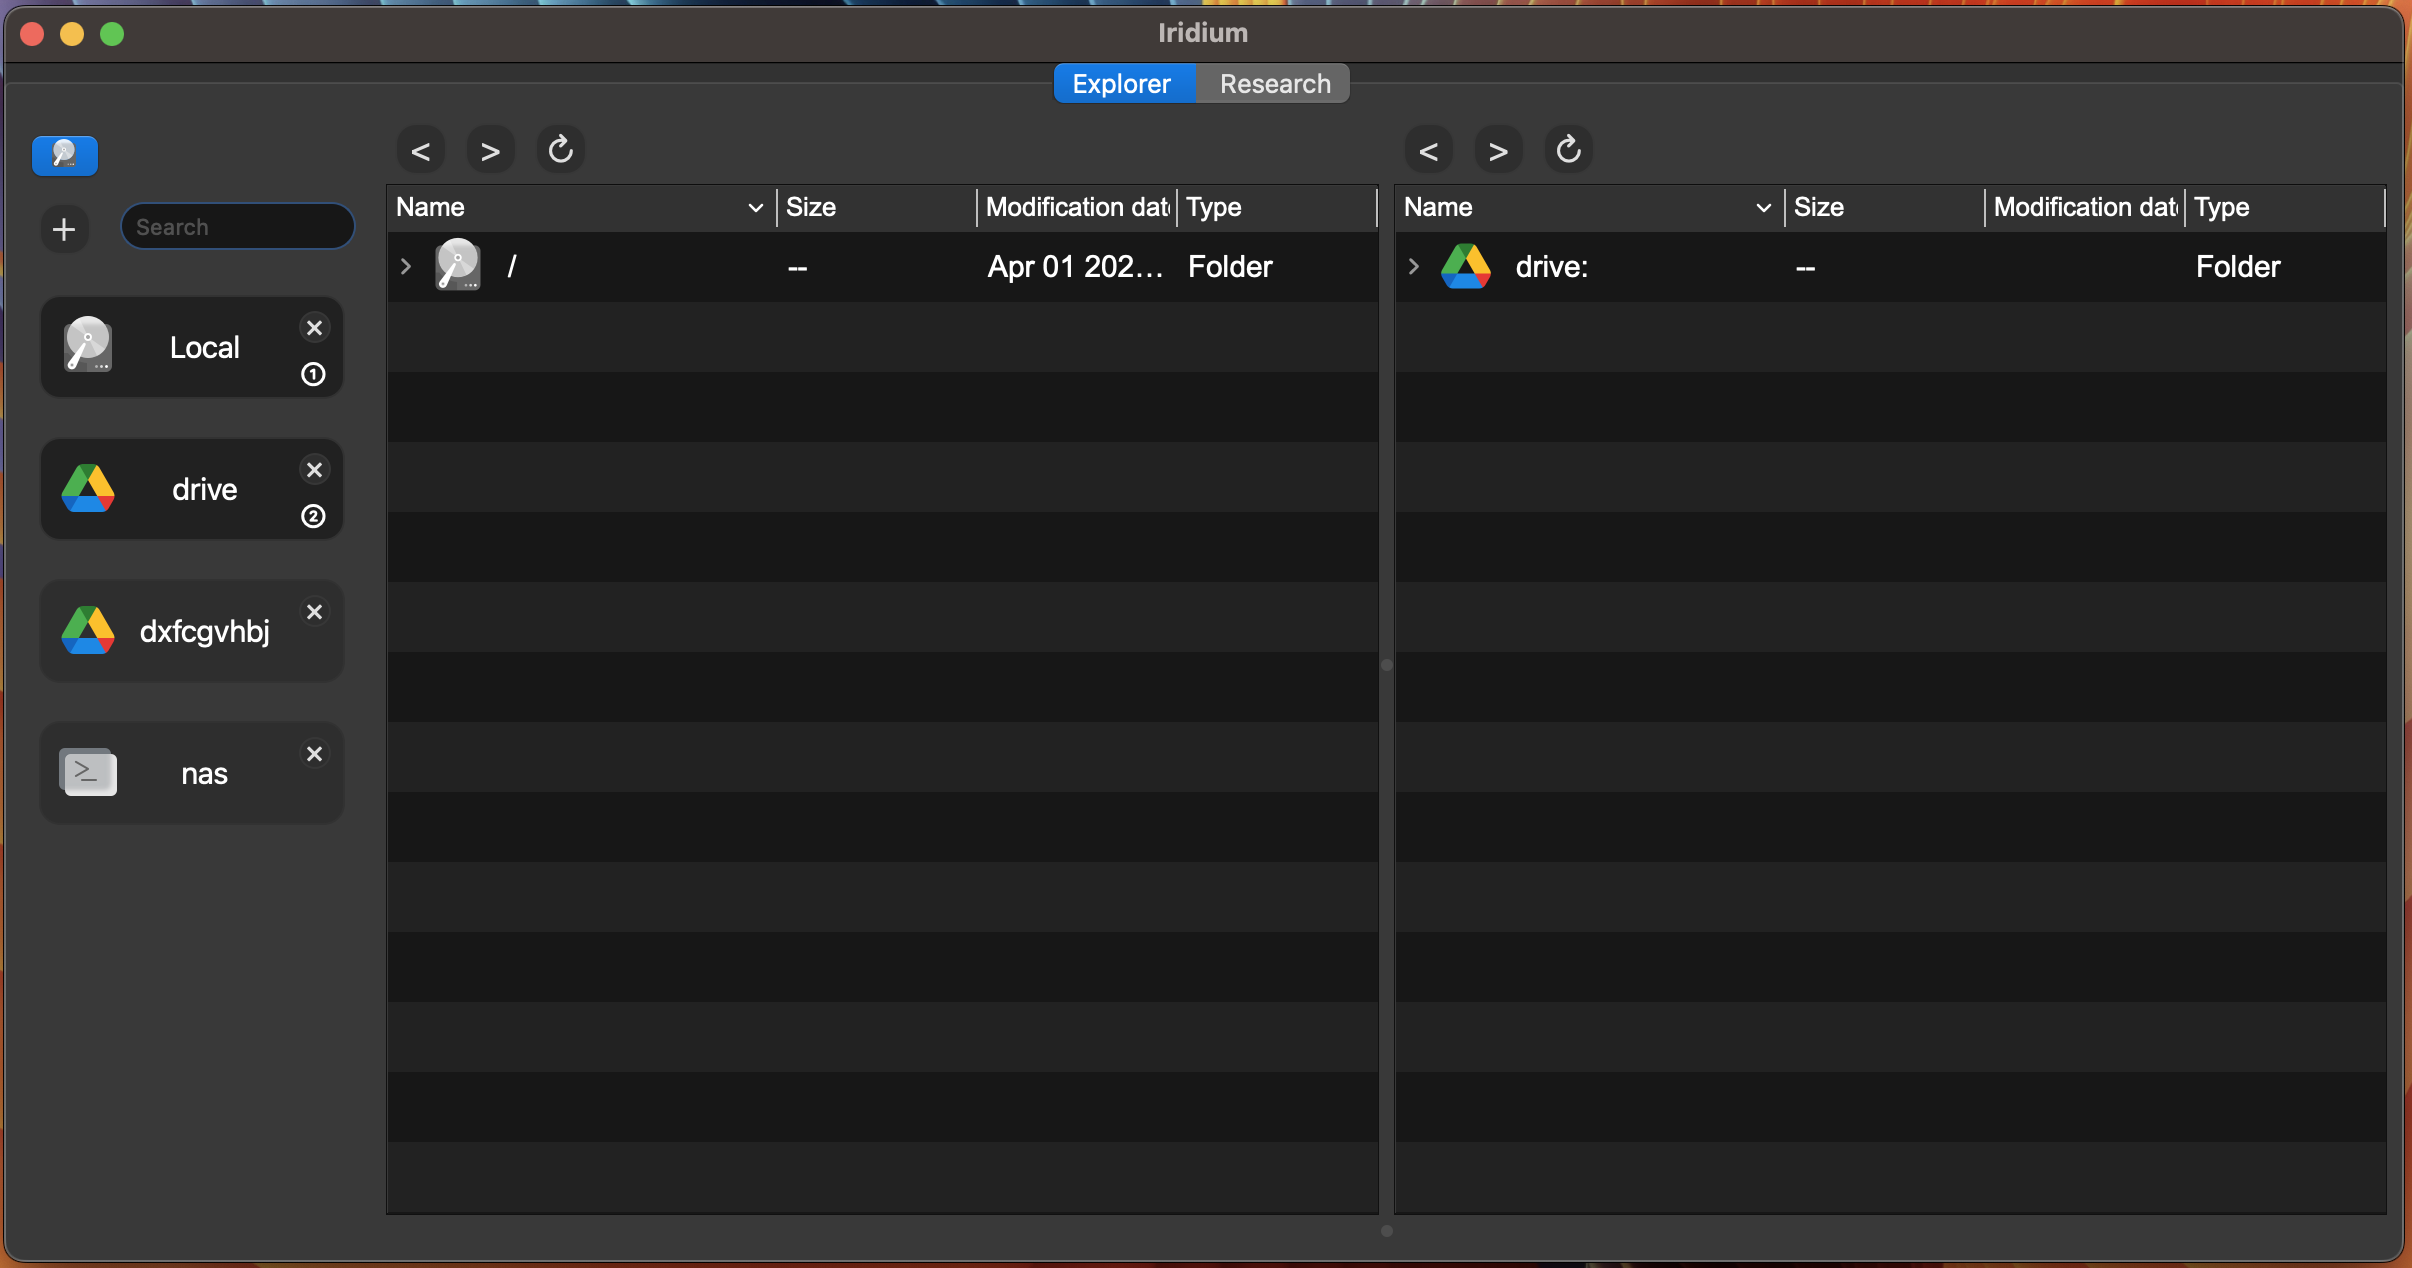 Iridium
Explorer Research
< > < >
+ Search
Name Size Modification dat Type
Name Size Modification dat Type
/ -- Apr 01 202… Folder
drive: -- Folder
Local
1
drive
2
dxfcgvhbj
nas